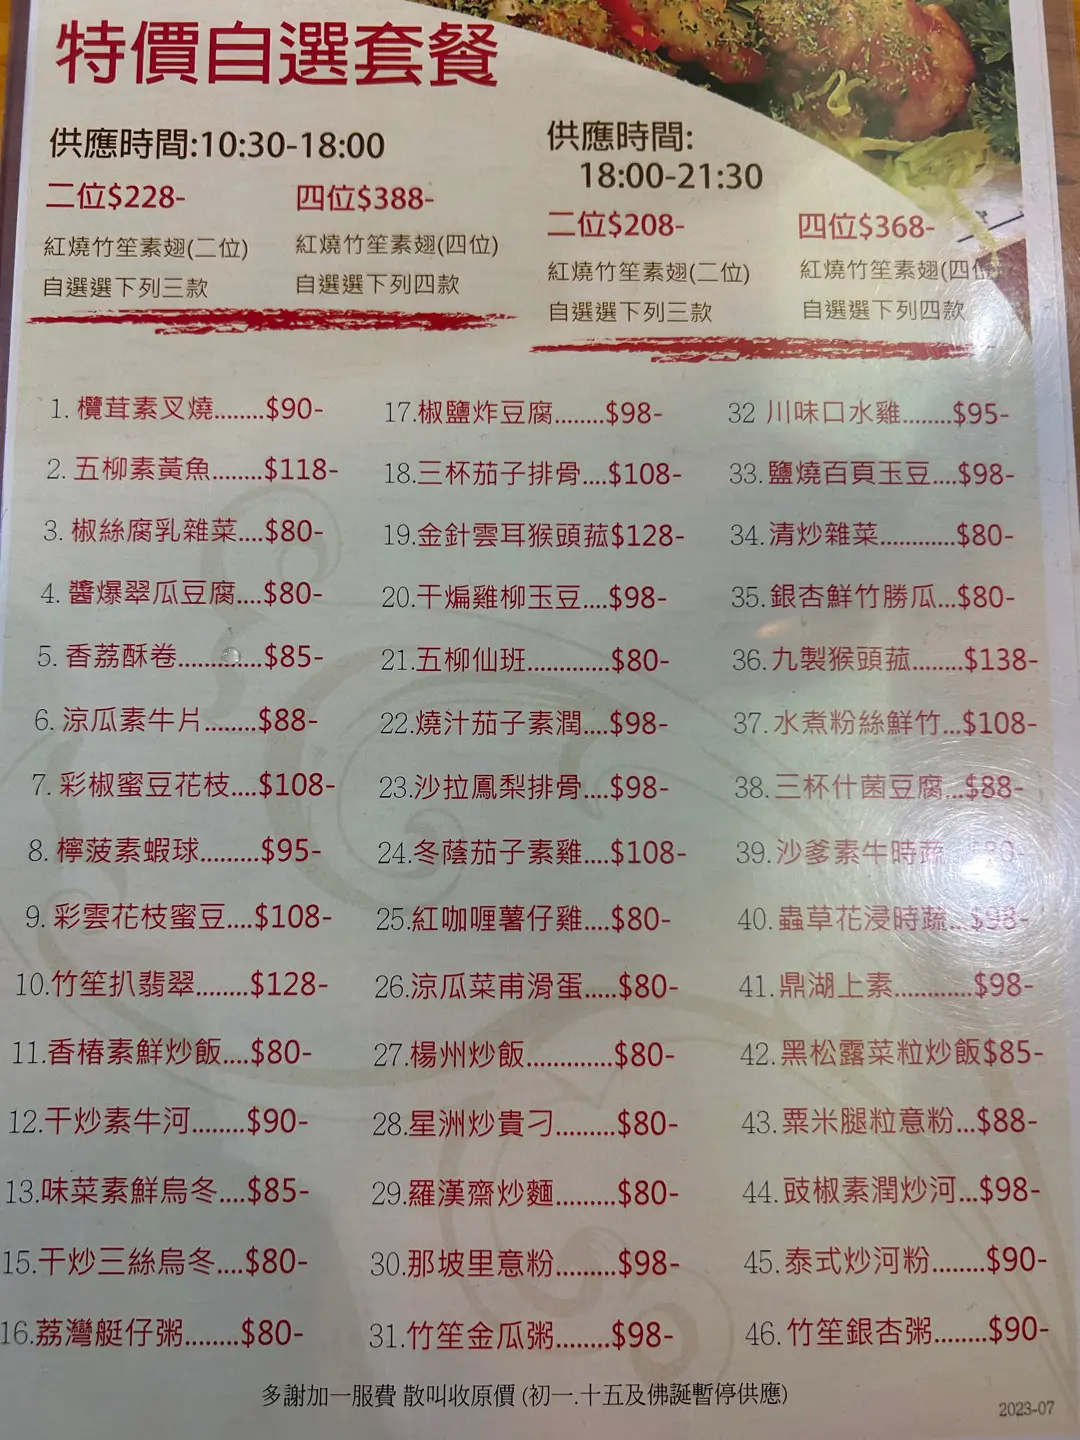 特價自選套餐
供應時間:10:30-18:00
二位$228-
四位$388-
紅燒竹笙素翅(二位)
紅燒竹笙素翅(四位)
自選選下列三款
自選選下列四款
供應時間:
18:00-21:30
二位$208-
四位$368-
紅燒竹笙素翅(二位)
紅燒竹笙素翅(四位
自選選下列三款
自選選下列四款
1. 欖茸素叉燒.......$90-
2. 五柳素黃魚.......$118-
3. 椒絲腐乳雜菜....$80-
4. 醬爆翠瓜豆腐....$80-
5. 香荔酥卷............$85-
6. 涼瓜素牛片........$88-
7. 彩椒蜜豆花枝....$108-
8. 檸菠素蝦球.........$95-
9. 彩雲花枝蜜豆....$108-
10.竹笙扒翡翠........$128-
11.香椿素鮮炒飯....$80-
12.干炒素牛河........$90-
13.味菜素鮮烏冬....$85-
15.干炒三絲烏冬....$80-
16.荔灣艇仔粥........$80-
17.椒鹽炸豆腐........$98-
18.三杯茄子排骨....$108-
19.金針雲耳猴頭菰$128-
20.干煸雞柳玉豆....$98-
21.五柳仙班.............$80-
22.燒汁茄子素潤....$98-
23.沙拉鳳梨排骨....$98-
24.冬蔭茄子素雞....$108-
25.紅咖喱薯仔雞....$80-
26.涼瓜菜甫滑蛋.....$80-
27.楊州炒飯.............$80-
28.星洲炒貴刁.........$80-
29.羅漢齋炒麵.........$80-
30.那坡里意粉.........$98-
31.竹笙金瓜粥.........$98-
32 川味口水雞........$95-
33.鹽燒百頁玉豆....$98-
34.清炒雜菜............$80-
35.銀杏鮮竹勝瓜...$80-
36.九製猴頭菰........$138-
37.水煮粉絲鮮竹...$108-
38.三杯什菌豆腐...$88-
39.沙爹素牛時蔬
40.蟲草花浸時蔬...$98-
41.鼎湖上素............$98-
42.黑松露菜粒炒飯$85-
43.粟米腿粒意粉...$88-
44.豉椒素潤炒河...$98-
45.泰式炒河粉........$90-
46.竹笙銀杏粥........$90-
多謝加一服費 散叫收原價 (初一.十五及佛誕暫停供應)
2023-07